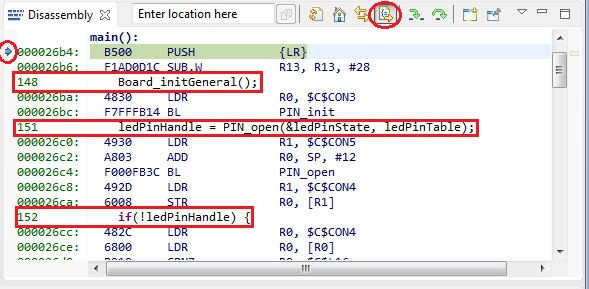 Disassembly
Enter location here
main():
000026b4: B500 PUSH {LR}
000026b6: F1AD0D1C SUB.W R13, R13, #28
148 Board_initGeneral();
000026ba: 4830 LDR R0, $C$CON3
000026bc: F7FFFB14 BL PIN_init
151 ledPinHandle = PIN_open(&ledPinState, ledPinTable);
000026c0: 4930 LDR R1, $C$CON5
000026c2: A803 ADD R0, SP, #12
000026c4: F000FB3C BL PIN_open
000026c8: 492D LDR R1, $C$CON4
000026ca: 6008 STR R0, [R1]
152 if(!ledPinHandle) {
000026cc: 482C LDR R0, $C$CON4
000026ce: 6800 LDR R0, [R0]